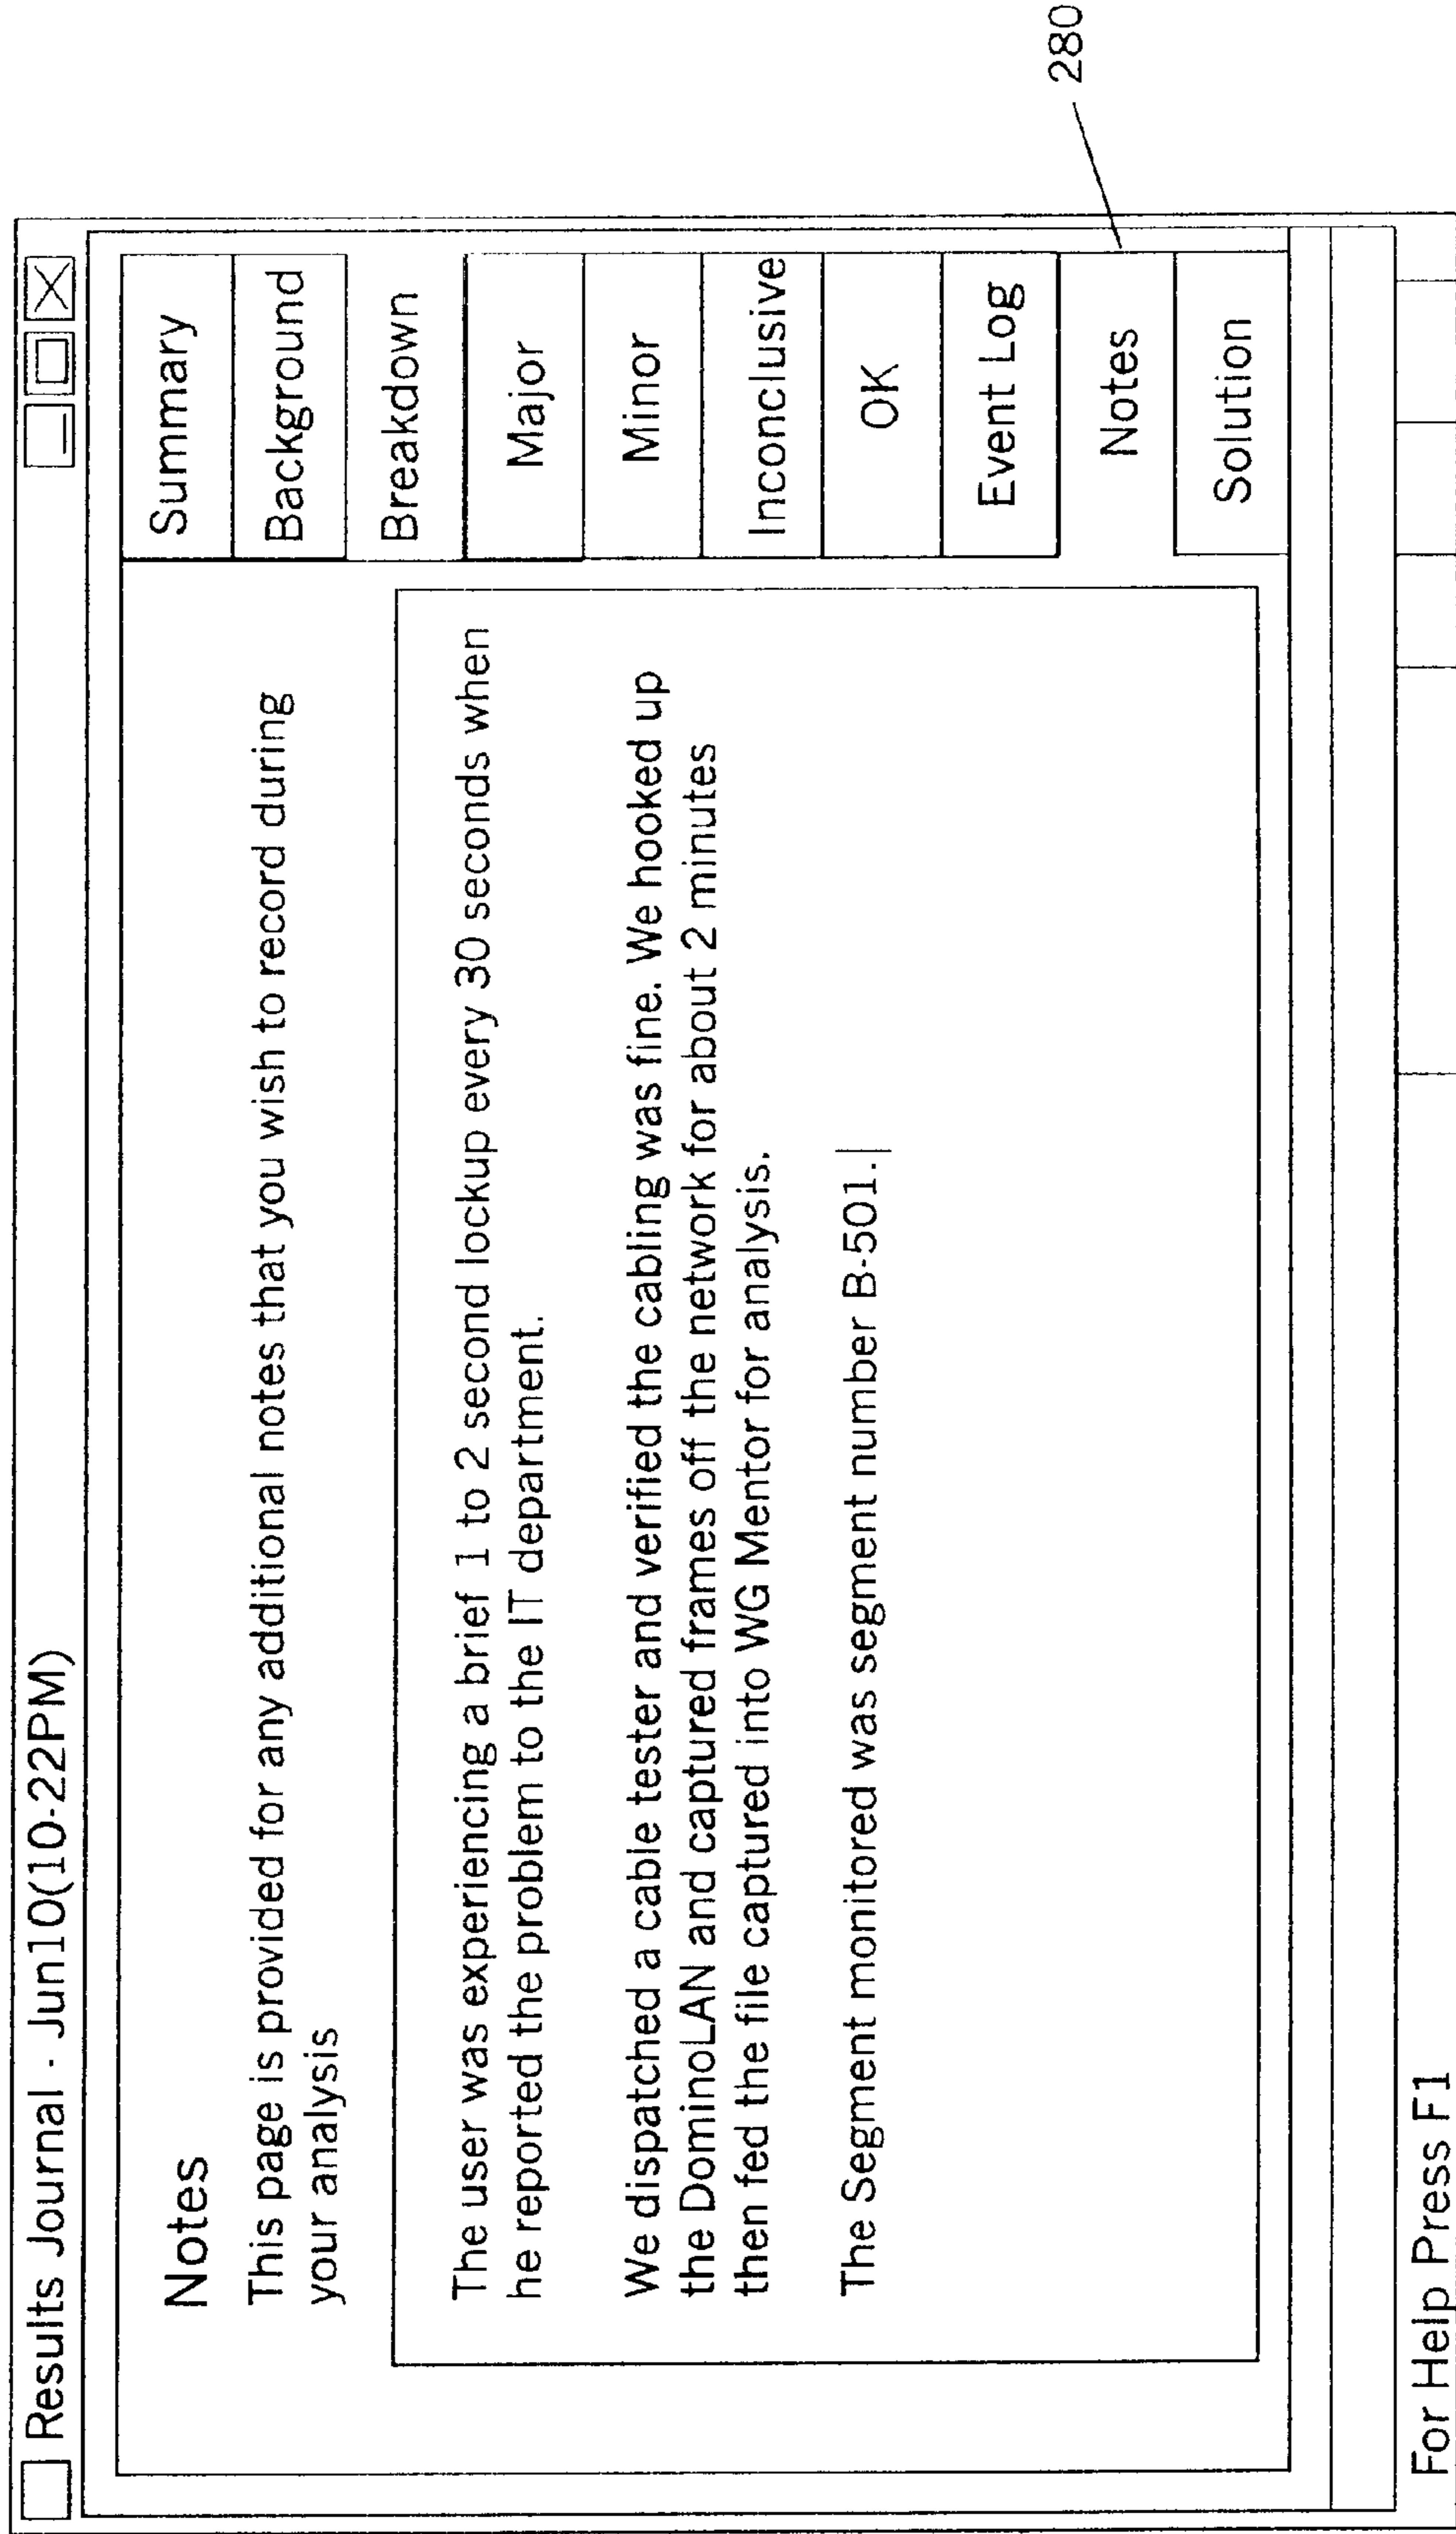 Results Journal - Jun10(10-22PM)
Notes
This page is provided for any additional notes that you wish to record during
your analysis
The user was experiencing a brief 1 to 2 second lockup every 30 seconds when
he reported the problem to the IT department.
We dispatched a cable tester and verified the cabling was fine. We hooked up
the DominoLAN and captured frames off the network for about 2 minutes
then fed the file captured into WG Mentor for analysis.
The Segment monitored was segment number B-501.
Summary
Background
Breakdown
Major
Minor
Inconclusive
OK
Event Log
Notes
Solution
280
For Help Press F1